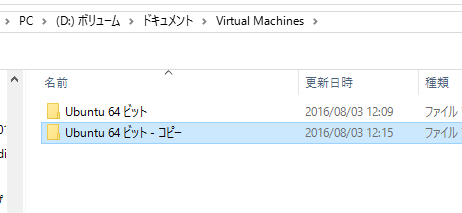 PC > (D:) ボリューム > ドキュメント > Virtual Machines >
名前 更新日時 種類
Ubuntu 64 ビット 2016/08/03 12:09 ファイル
Ubuntu 64 ビット - コピー 2016/08/03 12:15 ファイル